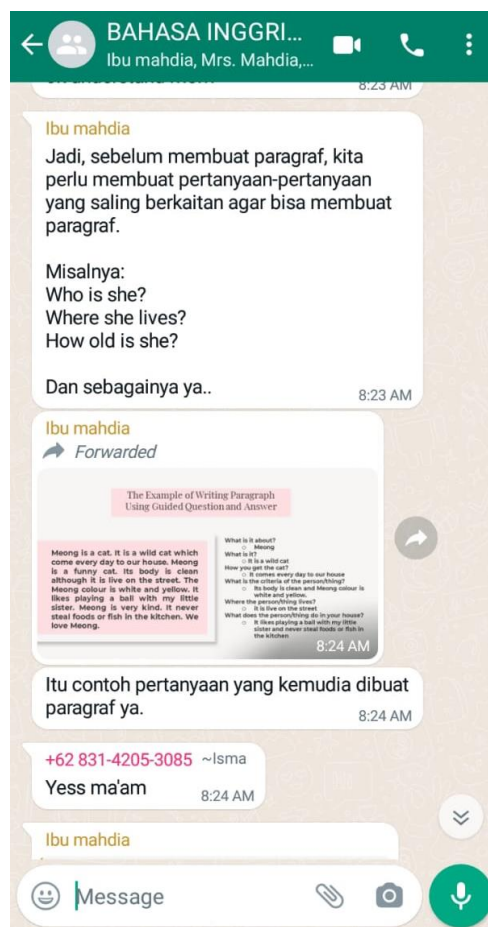 BAHASA INGGRI...
Ibu mahdia, Mrs. Mahdia,...
8:23 AM
Ibu mahdia
Jadi, sebelum membuat paragraf, kita
perlu membuat pertanyaan-pertanyaan
yang saling berkaitan agar bisa membuat
paragraf.
Misalnya:
Who is she?
Where she lives?
How old is she?
Dan sebagainya ya..
8:23 AM
Ibu mahdia
Forwarded
The Example of Writing Paragraph
Using Guided Question and Answer
Meong is a cat. It is a wild cat which
come every day to our house. Meong
is a funny cat. Its body is clean
although it is live on the street. The
Meong colour is white and yellow. It
likes playing a ball with my little
sister. Meong is very kind. It never
steal foods or fish in the kitchen. We
love Meong.
What is it about?
Meong
What is it?
It is a wild cat
How you get the cat?
It comes every day to our house
What is the criteria of the person/thing?
Its body is clean and Meong colour is
white and yellow.
Where the person/thing lives?
It is live on the street
What does the person/thing do in your house?
It likes playing a ball with my little
sister and never steal foods or fish in
the kitchen
8:24 AM
Itu contoh pertanyaan yang kemudia dibuat
paragraf ya.
8:24 AM
+62 831-4205-3085 ~Isma
Yess ma'am
8:24 AM
Ibu mahdia
Message